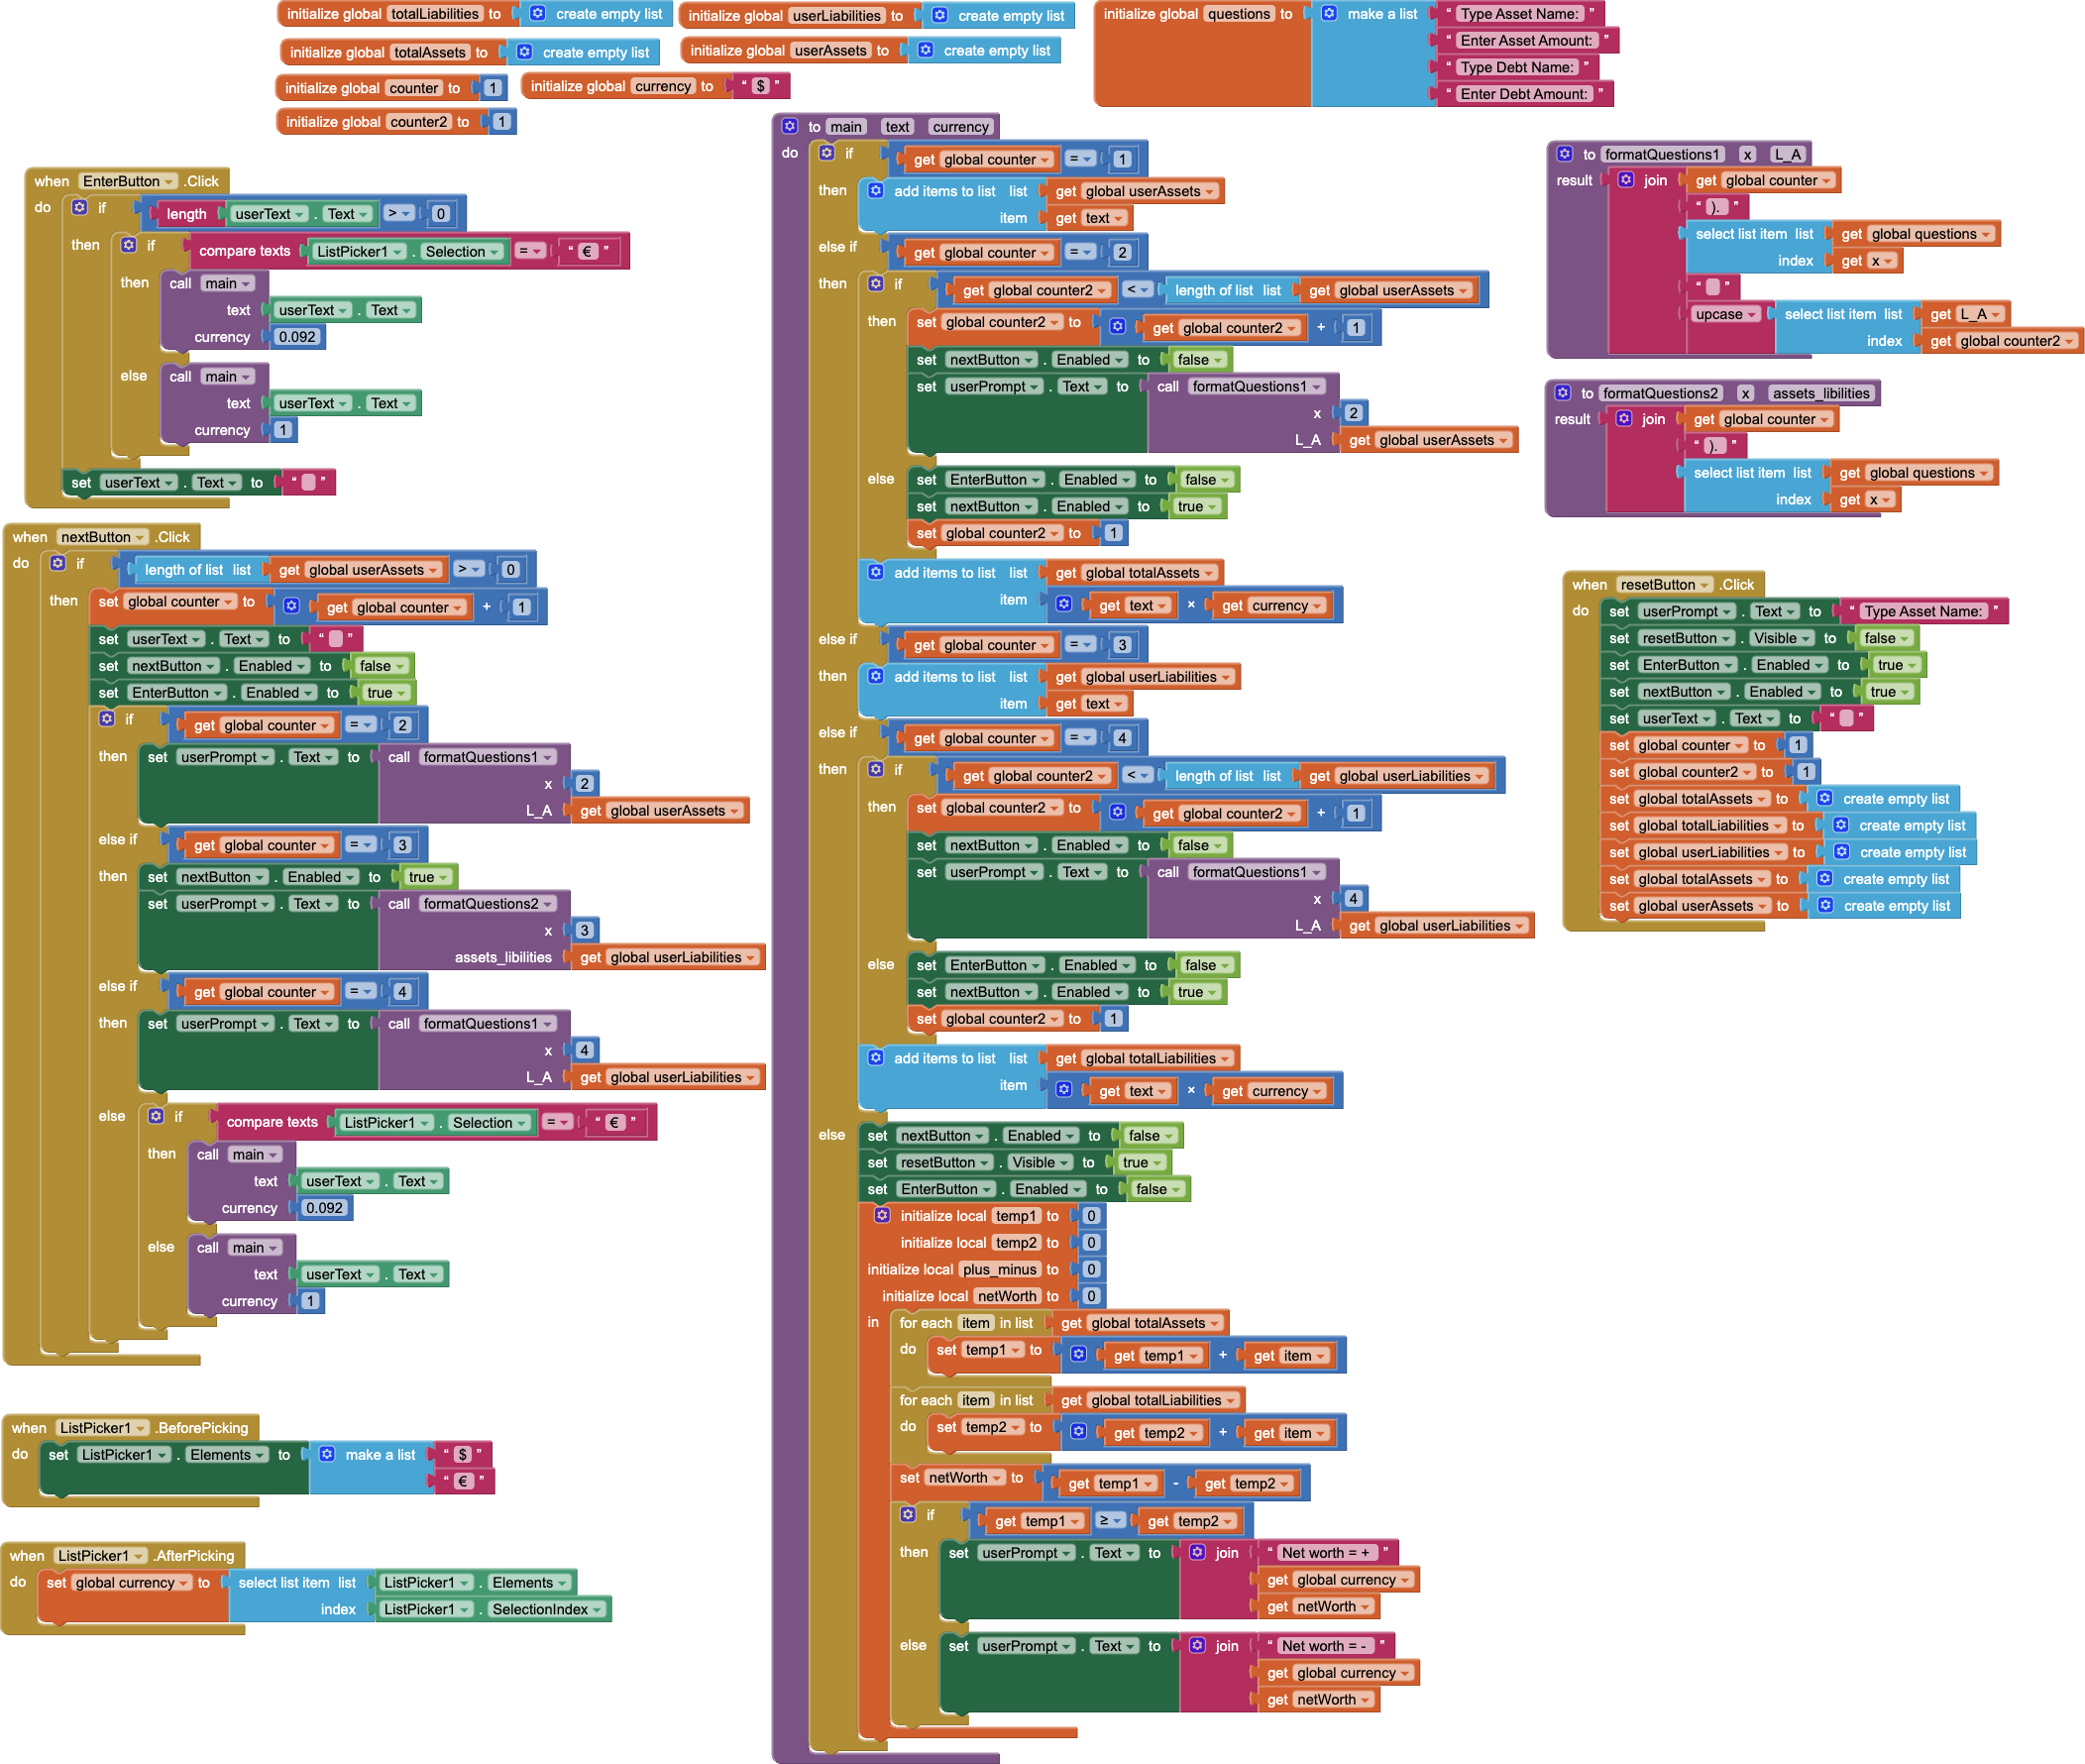 initialize global totalLiabilities to create empty list
initialize global userLiabilities to create empty list
initialize global totalAssets to create empty list
initialize global userAssets to create empty list
initialize global counter to 1
initialize global currency to “ $ ”
initialize global counter2 to 1
initialize global questions to make a list “ Type Asset Name: ”
“ Enter Asset Amount: ”
“ Type Debt Name: ”
“ Enter Debt Amount: ”
when EnterButton .Click
do if length userText . Text > 0
then if compare texts ListPicker1 . Selection = “ € ”
then call main
text userText . Text
currency 0.092
else call main
text userText . Text
currency 1
set userText . Text to “ ”
when nextButton .Click
do if length of list list get global userAssets > 0
then set global counter to get global counter + 1
set userText . Text to “ ”
set nextButton . Enabled to false
set EnterButton . Enabled to true
if get global counter = 2
then set userPrompt . Text to call formatQuestions1
x 2
L_A get global userAssets
else if get global counter = 3
then set nextButton . Enabled to true
set userPrompt . Text to call formatQuestions2
x 3
assets_libilities get global userLiabilities
else if get global counter = 4
then set userPrompt . Text to call formatQuestions1
x 4
L_A get global userLiabilities
else if compare texts ListPicker1 . Selection = “ € ”
then call main
text userText . Text
currency 0.092
else call main
text userText . Text
currency 1
when ListPicker1 .BeforePicking
do set ListPicker1 . Elements to make a list “ $ ”
“ € ”
when ListPicker1 .AfterPicking
do set global currency to select list item list ListPicker1 . Elements
index ListPicker1 . SelectionIndex
to main text currency
do if get global counter = 1
then add items to list list get global userAssets
item get text
else if get global counter = 2
then if get global counter2 < length of list list get global userAssets
then set global counter2 to get global counter2 + 1
set nextButton . Enabled to false
set userPrompt . Text to call formatQuestions1
x 2
L_A get global userAssets
else set EnterButton . Enabled to false
set nextButton . Enabled to true
set global counter2 to 1
add items to list list get global totalAssets
item get text × get currency
else if get global counter = 3
then add items to list list get global userLiabilities
item get text
else if get global counter = 4
then if get global counter2 < length of list list get global userLiabilities
then set global counter2 to get global counter2 + 1
set nextButton . Enabled to false
set userPrompt . Text to call formatQuestions1
x 4
L_A get global userLiabilities
else set EnterButton . Enabled to false
set nextButton . Enabled to true
set global counter2 to 1
add items to list list get global totalLiabilities
item get text × get currency
else set nextButton . Enabled to false
set resetButton . Visible to true
set EnterButton . Enabled to false
initialize local temp1 to 0
initialize local temp2 to 0
initialize local plus_minus to 0
initialize local netWorth to 0
in for each item in list get global totalAssets
do set temp1 to get temp1 + get item
for each item in list get global totalLiabilities
do set temp2 to get temp2 + get item
set netWorth to get temp1 - get temp2
if get temp1 ≥ get temp2
then set userPrompt . Text to join “ Net worth = + ”
get global currency
get netWorth
else set userPrompt . Text to join “ Net worth = - ”
get global currency
get netWorth
to formatQuestions1 x L_A
result join get global counter
“ ). ”
select list item list get global questions
index get x
“ ”
upcase select list item list get L_A
index get global counter2
to formatQuestions2 x assets_libilities
result join get global counter
“ ). ”
select list item list get global questions
index get x
when resetButton .Click
do set userPrompt . Text to “ Type Asset Name: ”
set resetButton . Visible to false
set EnterButton . Enabled to true
set nextButton . Enabled to true
set userText . Text to “ ”
set global counter to 1
set global counter2 to 1
set global totalAssets to create empty list
set global totalLiabilities to create empty list
set global userLiabilities to create empty list
set global totalAssets to create empty list
set global userAssets to create empty list